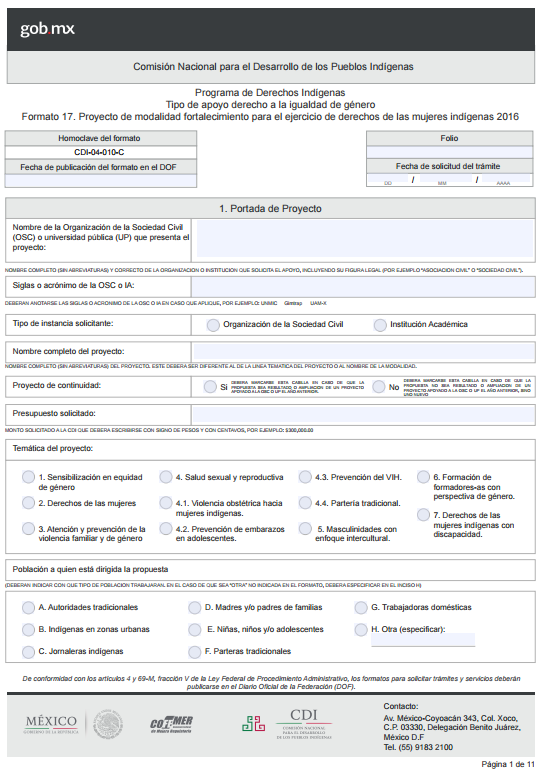 gob.mx
Comisión Nacional para el Desarrollo de los Pueblos Indígenas
Programa de Derechos Indígenas
Tipo de apoyo derecho a la igualdad de género
Formato 17. Proyecto de modalidad fortalecimiento para el ejercicio de derechos de las mujeres indígenas 2016
Homoclave del formato
CDI-04-010-C
Fecha de publicación del formato en el DOF
Folio
Fecha de solicitud del trámite
/ /
DD MM AAAA
1. Portada de Proyecto
Nombre de la Organización de la Sociedad Civil
(OSC) o universidad pública (UP) que presenta el
proyecto:
NOMBRE COMPLETO (SIN ABREVIATURAS) Y CORRECTO DE LA ORGANIZACIÓN O INSTITUCIÓN QUE SOLICITA EL APOYO, INCLUYENDO SU FIGURA LEGAL (POR EJEMPLO "ASOCIACIÓN CIVIL" O "SOCIEDAD CIVIL").
Siglas o acrónimo de la OSC o IA:
DEBERAN ANOTARSE LAS SIGLAS O ACRONIMO DE LA OSC O IA EN CASO QUE APLIQUE, POR EJEMPLO: UNMIC Gimtrap UAM-X
Tipo de instancia solicitante:
Organización de la Sociedad Civil
Institución Académica
Nombre completo del proyecto:
NOMBRE COMPLETO (SIN ABREVIATURAS) DEL PROYECTO. ESTE DEBERA SER DIFERENTE AL DE LA LINEA TEMATICA DEL PROYECTO O AL NOMBRE DE LA MODALIDAD.
Proyecto de continuidad:
Si
DEBERA MARCARSE ESTA CASILLA EN CASO DE QUE LA
PROPUESTA SEA RESULTADO O AMPLIACION DE UN PROYECTO
APOYADO A LA OSC O UP EL AÑO ANTERIOR.
No
DEBERA MARCARSE ESTA CASILLA EN CASO DE QUE LA
PROPUESTA NO SEA RESULTADO O AMPLIACION DE UN
PROYECTO APOYADO A LA OSC O UP EL AÑO ANTERIOR, SINO
UNO NUEVO
Presupuesto solicitado:
MONTO SOLICITADO A LA CDI QUE DEBERA ESCRIBIRSE CON SIGNO DE PESOS Y CON CENTAVOS, POR EJEMPLO: $300,000.00
Temática del proyecto:
1. Sensibilización en equidad
de género
2. Derechos de las mujeres
3. Atención y prevención de la
violencia familiar y de género
4. Salud sexual y reproductiva
4.1. Violencia obstétrica hacia
mujeres indígenas.
4.2. Prevención de embarazos
en adolescentes.
4.3. Prevención del VIH.
4.4. Partería tradicional.
5. Masculinidades con
enfoque intercultural.
6. Formación de
formadores-as con
perspectiva de género.
7. Derechos de las
mujeres indígenas con
discapacidad.
Población a quien está dirigida la propuesta
(DEBERAN INDICAR CON QUE TIPO DE POBLACION TRABAJARAN. EN EL CASO DE QUE SEA "OTRA" NO INDICADA EN EL FORMATO, DEBERA ESPECIFICAR EN EL INCISO H)
A. Autoridades tradicionales
B. Indígenas en zonas urbanas
C. Jornaleras indígenas
D. Madres y/o padres de familias
E. Niñas, niños y/o adolescentes
F. Parteras tradicionales
G. Trabajadoras domésticas
H. Otra (especificar):
De conformidad con los artículos 4 y 69-M, fracción V de la Ley Federal de Procedimiento Administrativo, los formatos para solicitar trámites y servicios deberán
publicarse en el Diario Oficial de la Federación (DOF).
MÉXICO
GOBIERNO DE LA REPÚBLICA
COFEMER
de Mejora Regulatoria
CDI
COMISIÓN NACIONAL
PARA EL DESARROLLO
DE LOS PUEBLOS INDÍGENAS
Contacto:
Av. México-Coyoacán 343, Col. Xoco,
C.P. 03330, Delegación Benito Juárez,
México D.F
Tel. (55) 9183 2100
Página 1 de 11